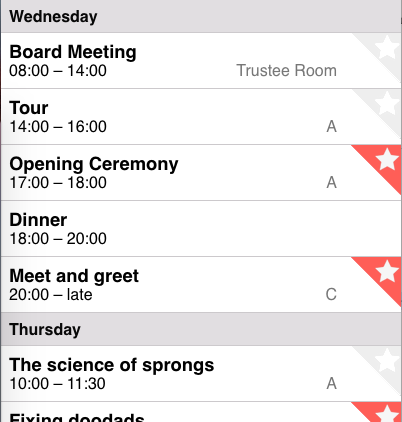 Wednesday
Board Meeting
08:00 – 14:00 Trustee Room
Tour
14:00 – 16:00 A
Opening Ceremony
17:00 – 18:00 A
Dinner
18:00 – 20:00
Meet and greet
20:00 – late C
Thursday
The science of sprongs
10:00 – 11:30 A
Fixing doodads